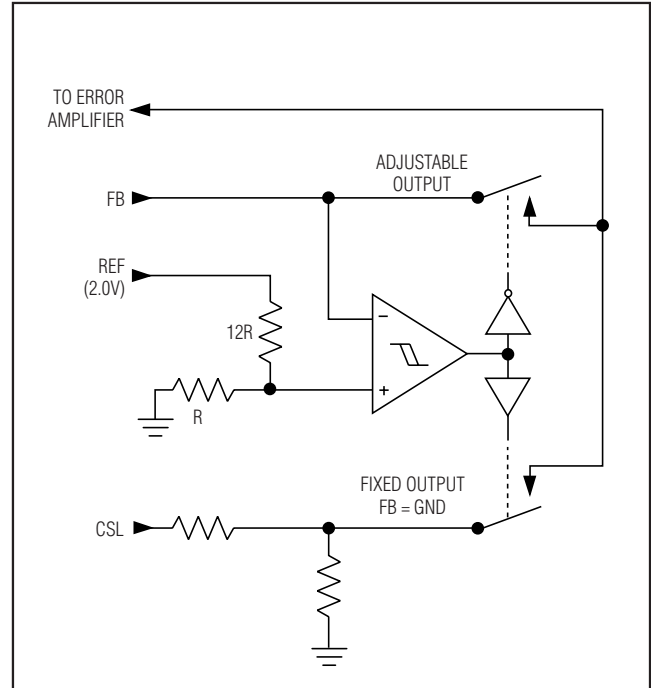 TO ERROR
AMPLIFIER
ADJUSTABLE
OUTPUT
FB
REF
(2.0V)
12R
−
+
R
FIXED OUTPUT
FB = GND
CSL